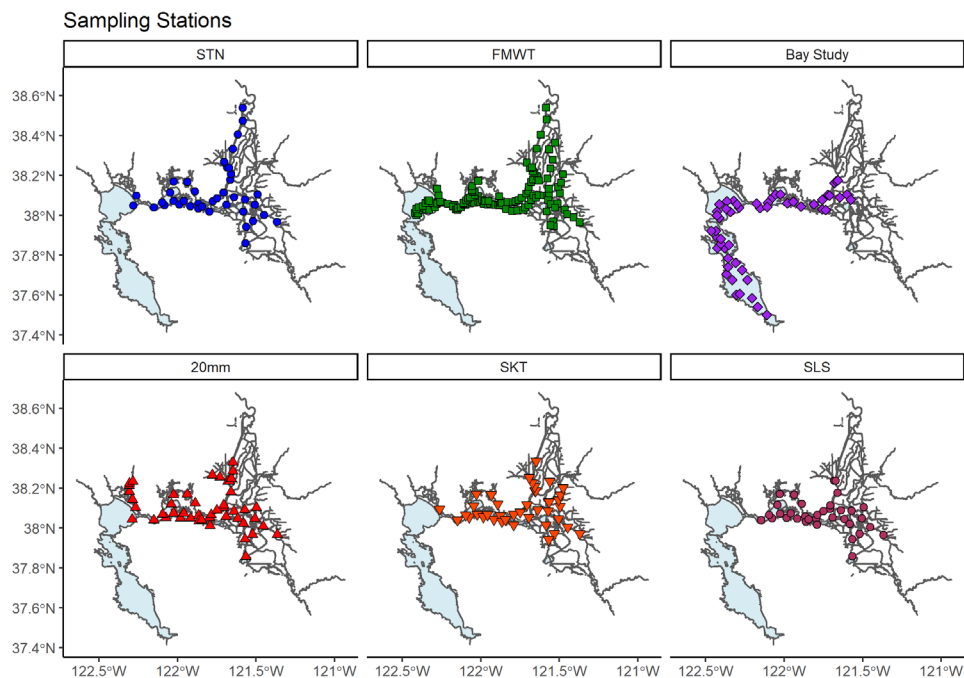 Sampling Stations
STN FMWT Bay Study
38.6°N
38.4°N
38.2°N
38°N
37.8°N
37.6°N
37.4°N
20mm SKT SLS
38.6°N
38.4°N
38.2°N
38°N
37.8°N
37.6°N
37.4°N
122.5°W 122°W 121.5°W 121°W 122.5°W 122°W 121.5°W 121°W 122.5°W 122°W 121.5°W 121°W